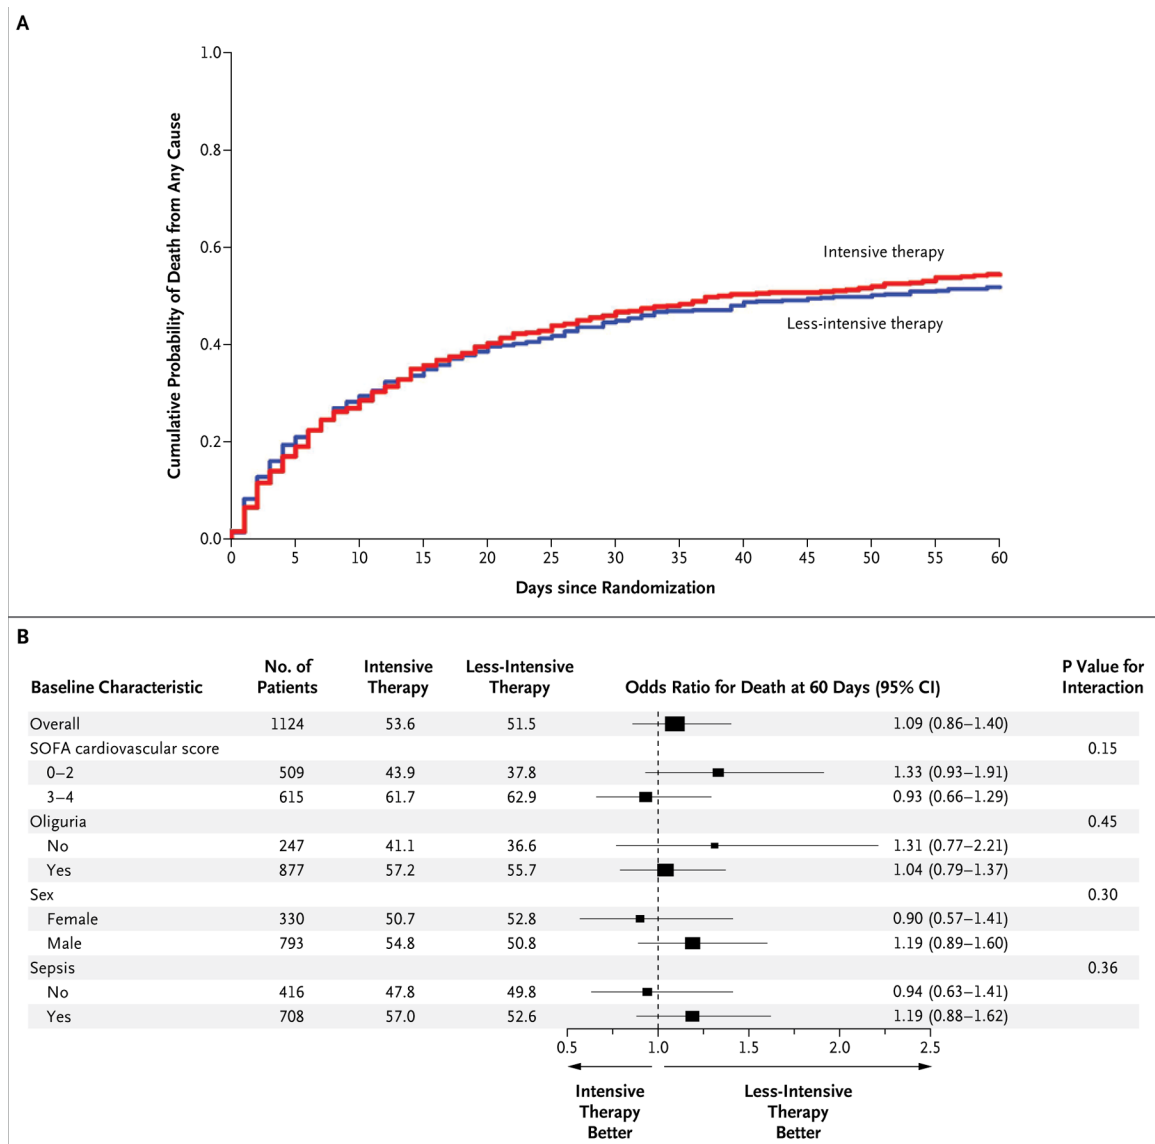 A
1.0
0.8
0.6
0.4
0.2
0.0
Cumulative Probability of Death from Any Cause
Intensive therapy
Less-intensive therapy
0 5 10 15 20 25 30 35 40 45 50 55 60
Days since Randomization
B
Baseline Characteristic No. of Patients Intensive Therapy Less-Intensive Therapy Odds Ratio for Death at 60 Days (95% CI) P Value for Interaction
Overall 1124 53.6 51.5 1.09 (0.86–1.40)
SOFA cardiovascular score 0.15
0–2 509 43.9 37.8 1.33 (0.93–1.91)
3–4 615 61.7 62.9 0.93 (0.66–1.29)
Oliguria 0.45
No 247 41.1 36.6 1.31 (0.77–2.21)
Yes 877 57.2 55.7 1.04 (0.79–1.37)
Sex 0.30
Female 330 50.7 52.8 0.90 (0.57–1.41)
Male 793 54.8 50.8 1.19 (0.89–1.60)
Sepsis 0.36
No 416 47.8 49.8 0.94 (0.63–1.41)
Yes 708 57.0 52.6 1.19 (0.88–1.62)
0.5 1.0 1.5 2.0 2.5
Intensive Therapy Better
Less-Intensive Therapy Better